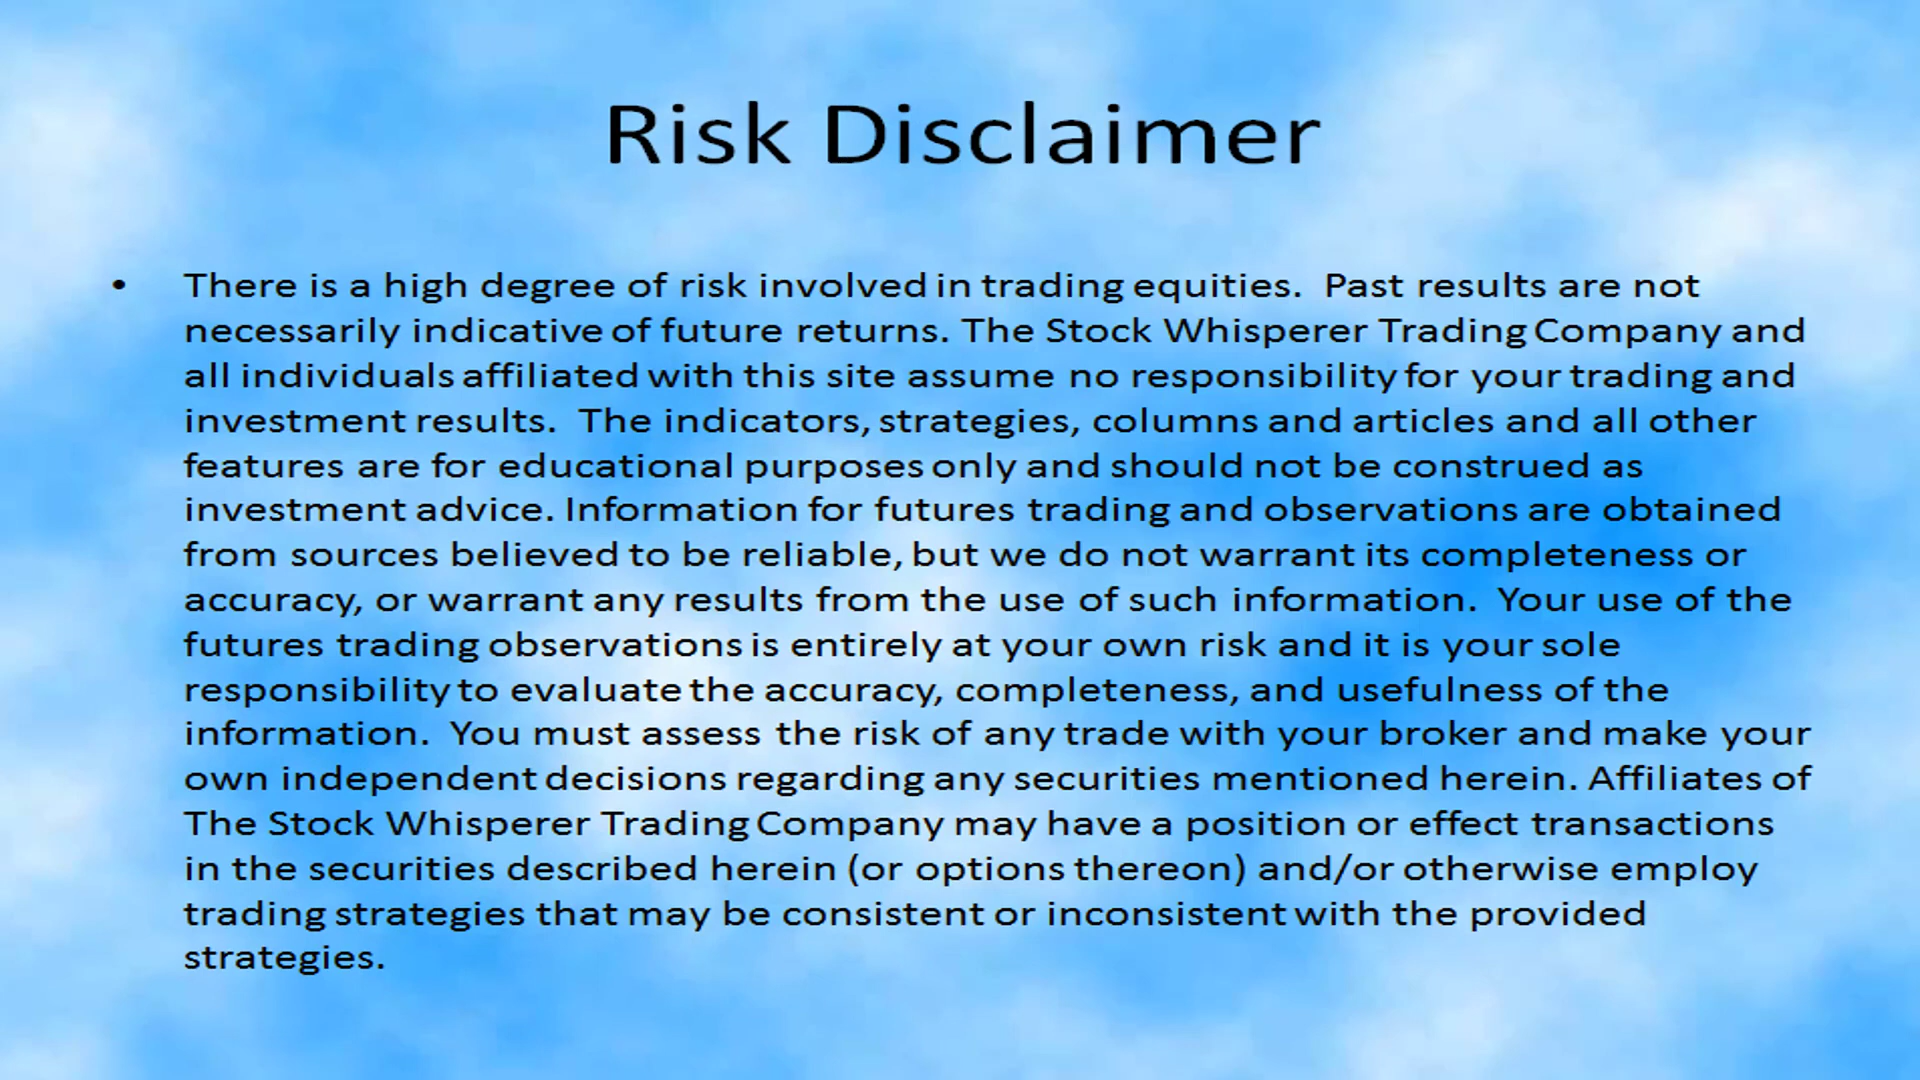 Risk Disclaimer
• There is a high degree of risk involved in trading equities.  Past results are not
necessarily indicative of future returns. The Stock Whisperer Trading Company and
all individuals affiliated with this site assume no responsibility for your trading and
investment results.  The indicators, strategies, columns and articles and all other
features are for educational purposes only and should not be construed as
investment advice. Information for futures trading and observations are obtained
from sources believed to be reliable, but we do not warrant its completeness or
accuracy, or warrant any results from the use of such information.  Your use of the
futures trading observations is entirely at your own risk and it is your sole
responsibility to evaluate the accuracy, completeness, and usefulness of the
information.  You must assess the risk of any trade with your broker and make your
own independent decisions regarding any securities mentioned herein. Affiliates of
The Stock Whisperer Trading Company may have a position or effect transactions
in the securities described herein (or options thereon) and/or otherwise employ
trading strategies that may be consistent or inconsistent with the provided
strategies.